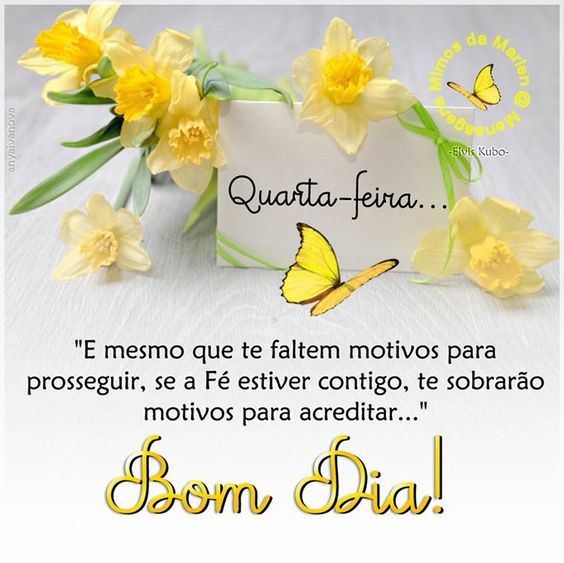 Mimos da Marlen @ Mensagens
-Elvis Kubo-
anyaivanova
Quarta-feira...
"E mesmo que te faltem motivos para
prosseguir, se a Fé estiver contigo, te sobrarão
motivos para acreditar..."
Bom Dia!